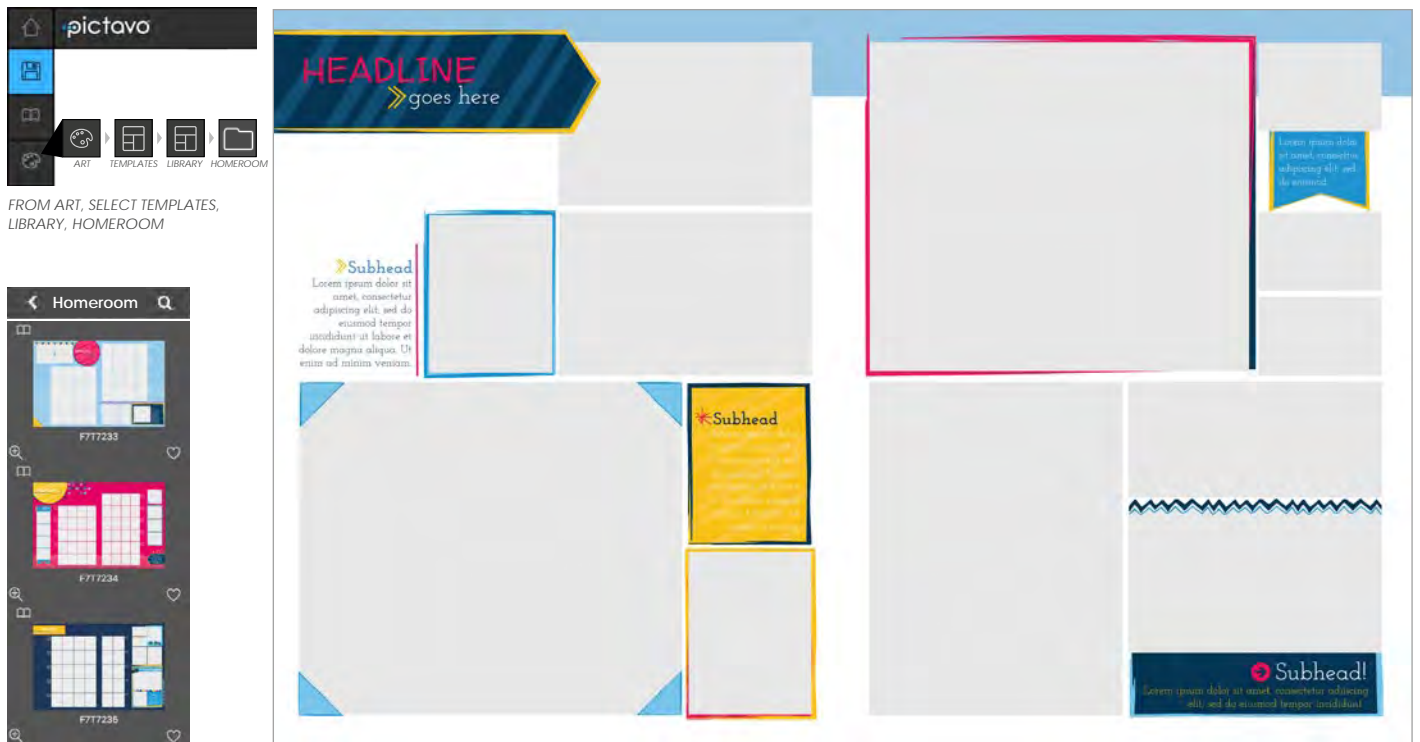 pictavo
ART
TEMPLATES
LIBRARY
HOMEROOM
FROM ART, SELECT TEMPLATES,
LIBRARY, HOMEROOM
Homeroom
F7T7233
F7T7234
F7T7235
HEADLINE
goes here
Subhead
Lorem ipsum dolor sit
amet, consectetur
adipiscing elit, sed do
eiusmod tempor
incididunt ut labore et
dolore magna aliqua. Ut
enim ad minim veniam.
Subhead
Lorem ipsum dolor
sit amet, consectetur
adipiscing elit, sed
do eiusmod
Subhead!
Lorem ipsum dolor sit amet, consectetur adiiscing
elit, sed do eiusmod tempor incididunt